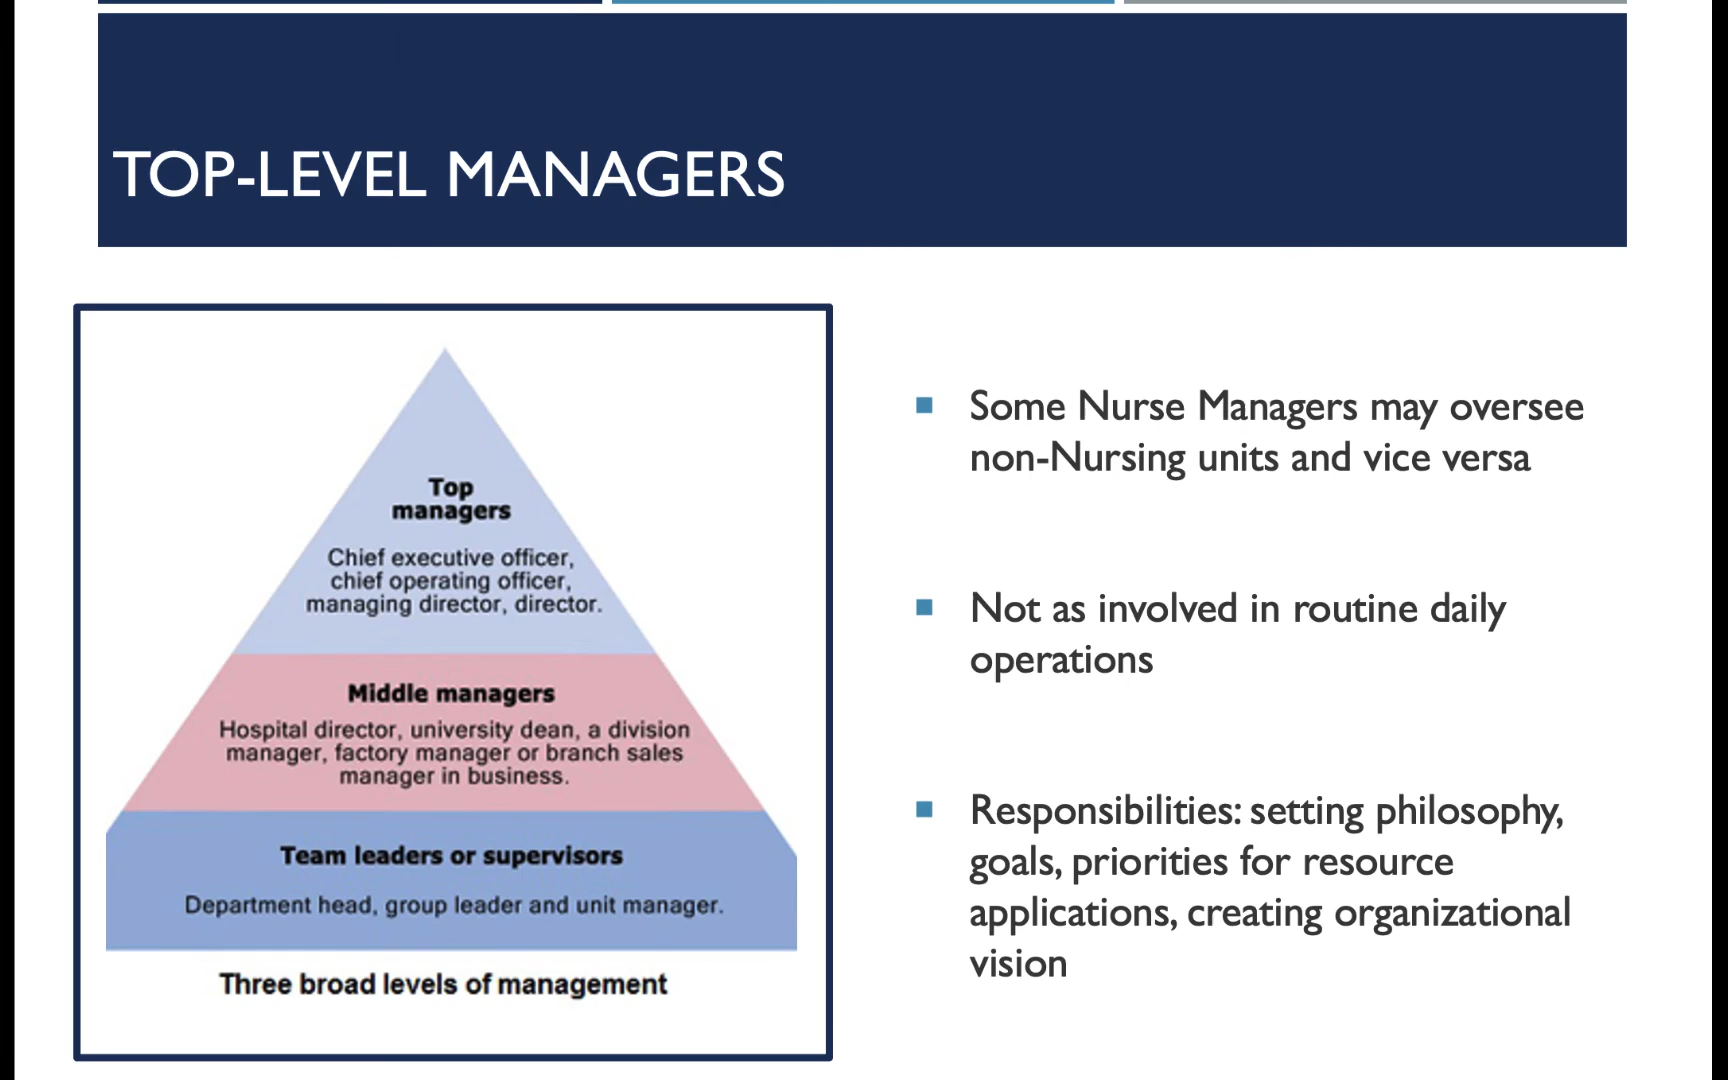 TOP-LEVEL MANAGERS
Top
managers
Chief executive officer,
chief operating officer,
managing director, director.
Middle managers
Hospital director, university dean, a division
manager, factory manager or branch sales
manager in business.
Team leaders or supervisors
Department head, group leader and unit manager.
Three broad levels of management
Some Nurse Managers may oversee
non-Nursing units and vice versa
Not as involved in routine daily
operations
Responsibilities: setting philosophy,
goals, priorities for resource
applications, creating organizational
vision